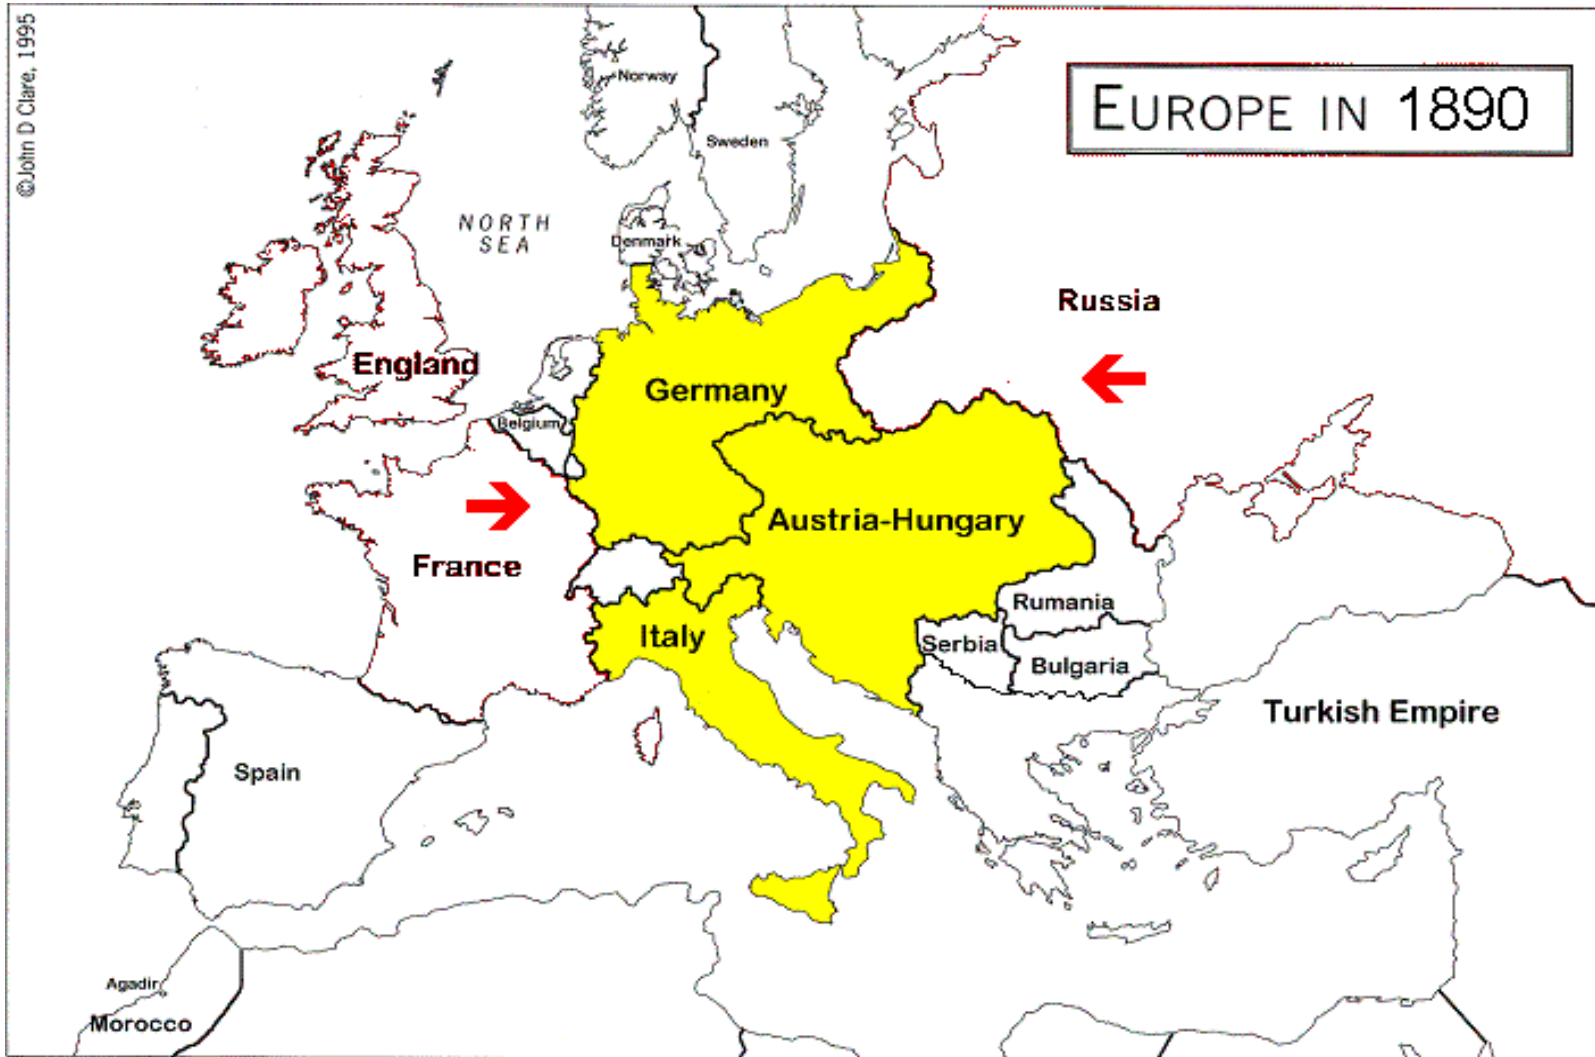 ©John D Clare, 1995
EUROPE IN 1890
Norway
Sweden
NORTH
SEA
Denmark
Russia
England
Germany
Belgium
Austria-Hungary
France
Rumania
Italy
Serbia
Bulgaria
Turkish Empire
Spain
Agadir
Morocco